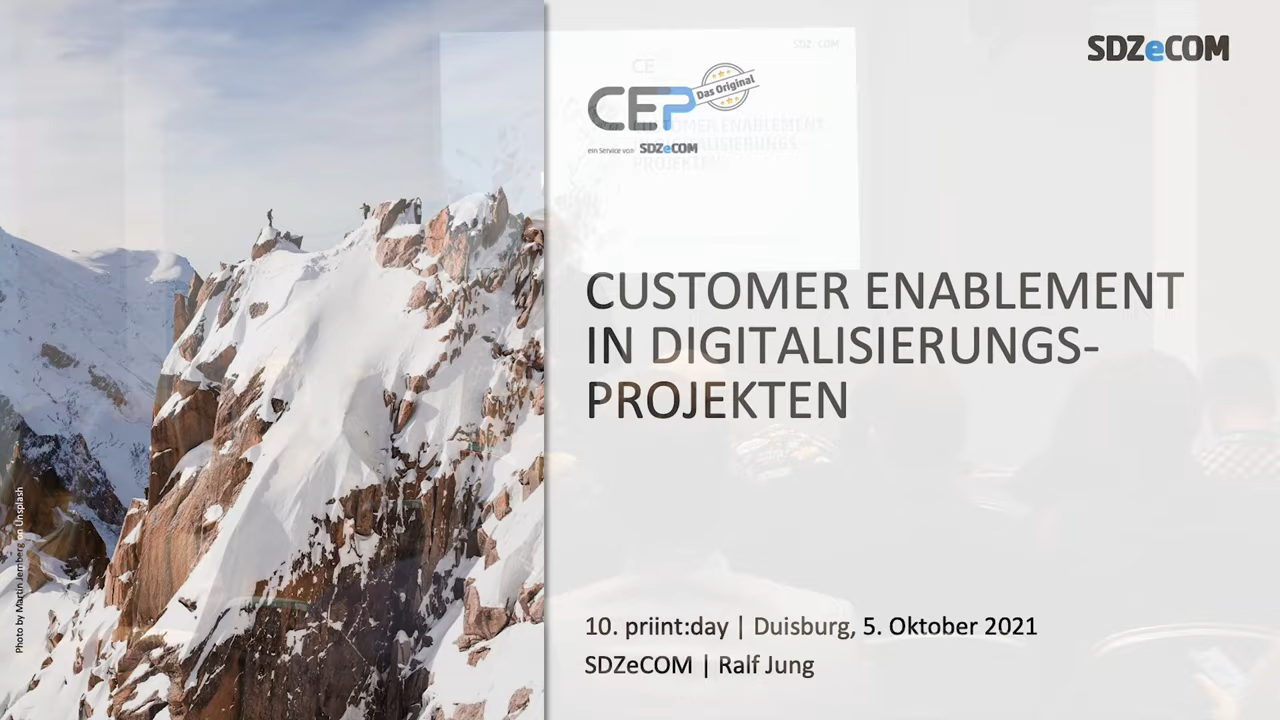 SDZeCOM
CEP
Das Original
ein Service von SDZeCOM
CUSTOMER ENABLEMENT
IN DIGITALISIERUNGS-
PROJEKTEN
10. priint:day | Duisburg, 5. Oktober 2021
SDZeCOM | Ralf Jung
Photo by Martin Jernberg on Unsplash